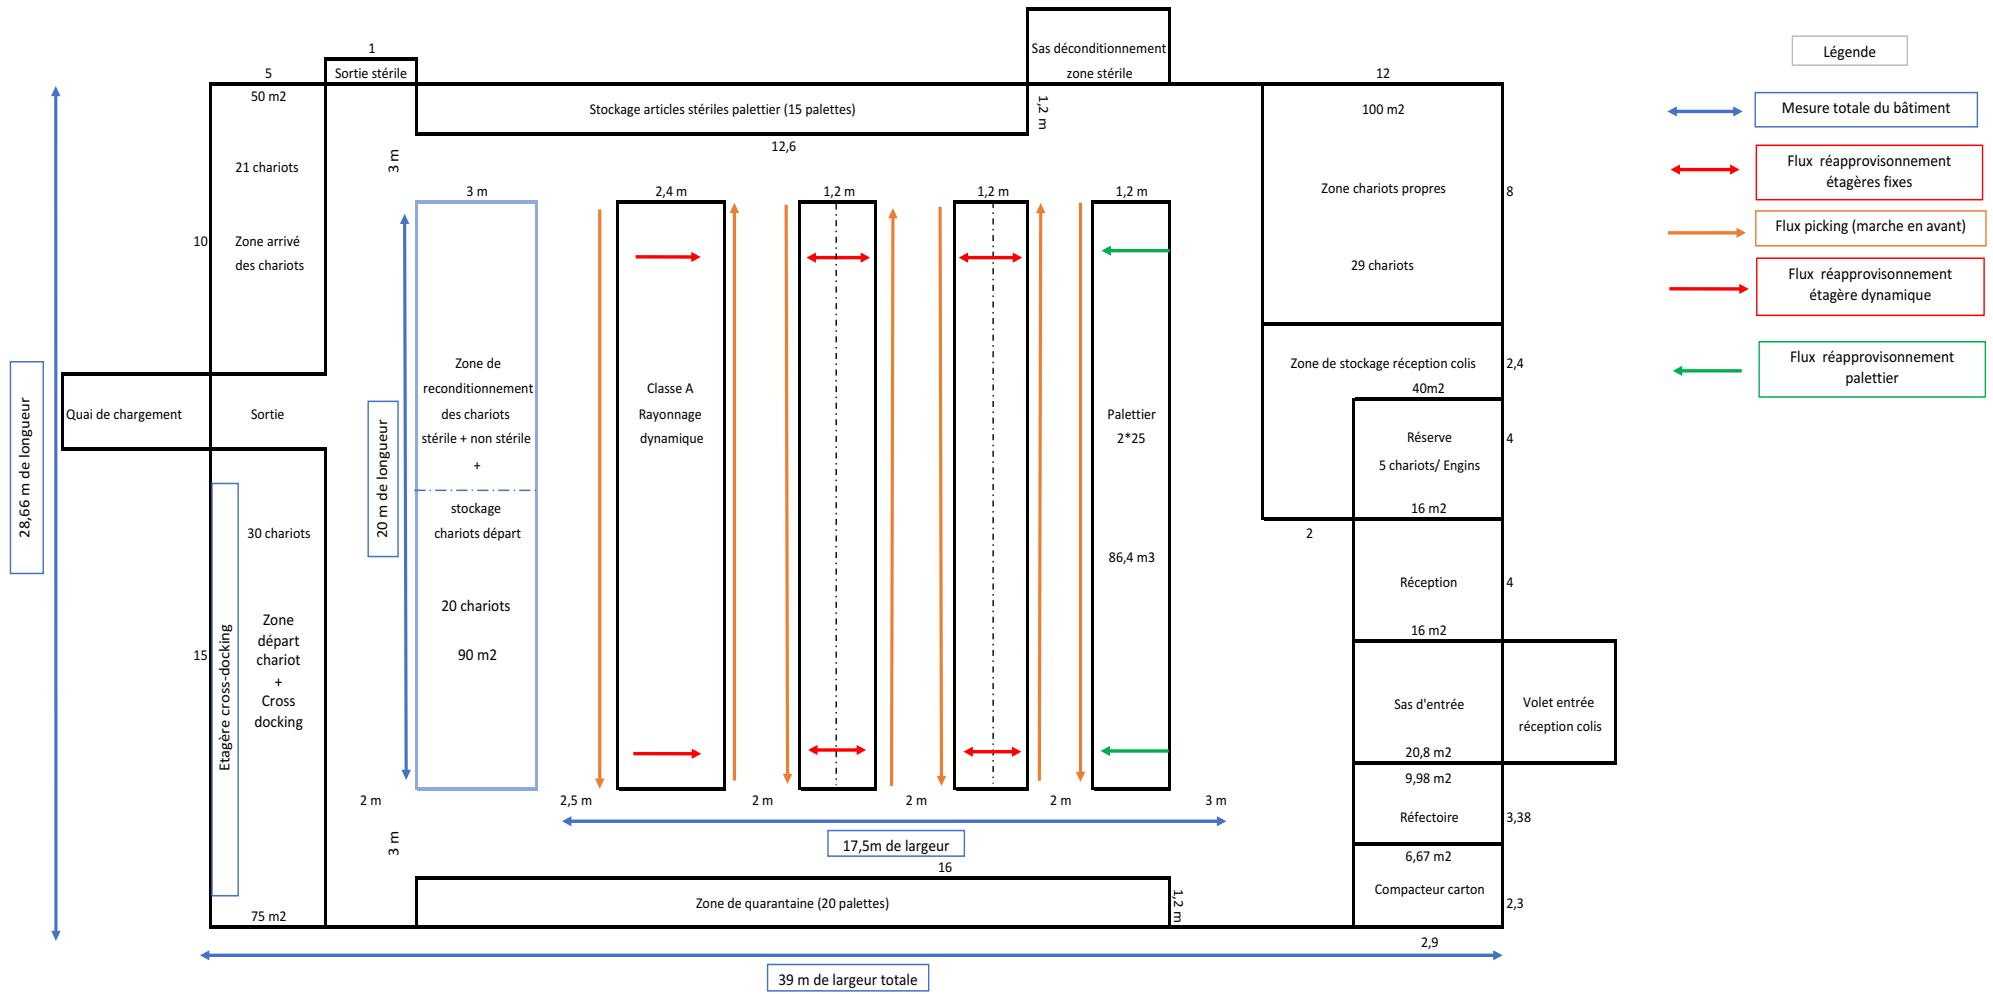 Légende
Mesure totale du bâtiment
Flux  réapprovisonnement
étagères fixes
Flux picking (marche en avant)
Flux  réapprovisonnement
étagère dynamique
Flux  réapprovisonnement
palettier
1
Sortie stérile
5
50 m2
21 chariots
10
Zone arrivé
des chariots
Quai de chargement
Sortie
28,66 m de longueur
30 chariots
15
Etagère cross-docking
Zone
départ
chariot
+
Cross
docking
75 m2
Stockage articles stériles palettier (15 palettes)
12,6
1,2 m
Sas déconditionnement
zone stérile
3 m
3 m
2,4 m
1,2 m
1,2 m
1,2 m
20 m de longueur
Zone de
reconditionnement
des chariots
stérile + non stérile
+
stockage
chariots départ
20 chariots
90 m2
Classe A
Rayonnage
dynamique
Palettier
2*25
86,4 m3
2 m
2,5 m
2 m
2 m
2 m
3 m
3 m
17,5m de largeur
16
Zone de quarantaine (20 palettes)
1,2 m
39 m de largeur totale
12
100 m2
Zone chariots propres
8
29 chariots
Zone de stockage réception colis
2,4
40m2
Réserve
4
5 chariots/ Engins
16 m2
2
Réception
4
16 m2
Sas d'entrée
20,8 m2
Volet entrée
réception colis
9,98 m2
Réfectoire
3,38
6,67 m2
Compacteur carton
2,3
2,9